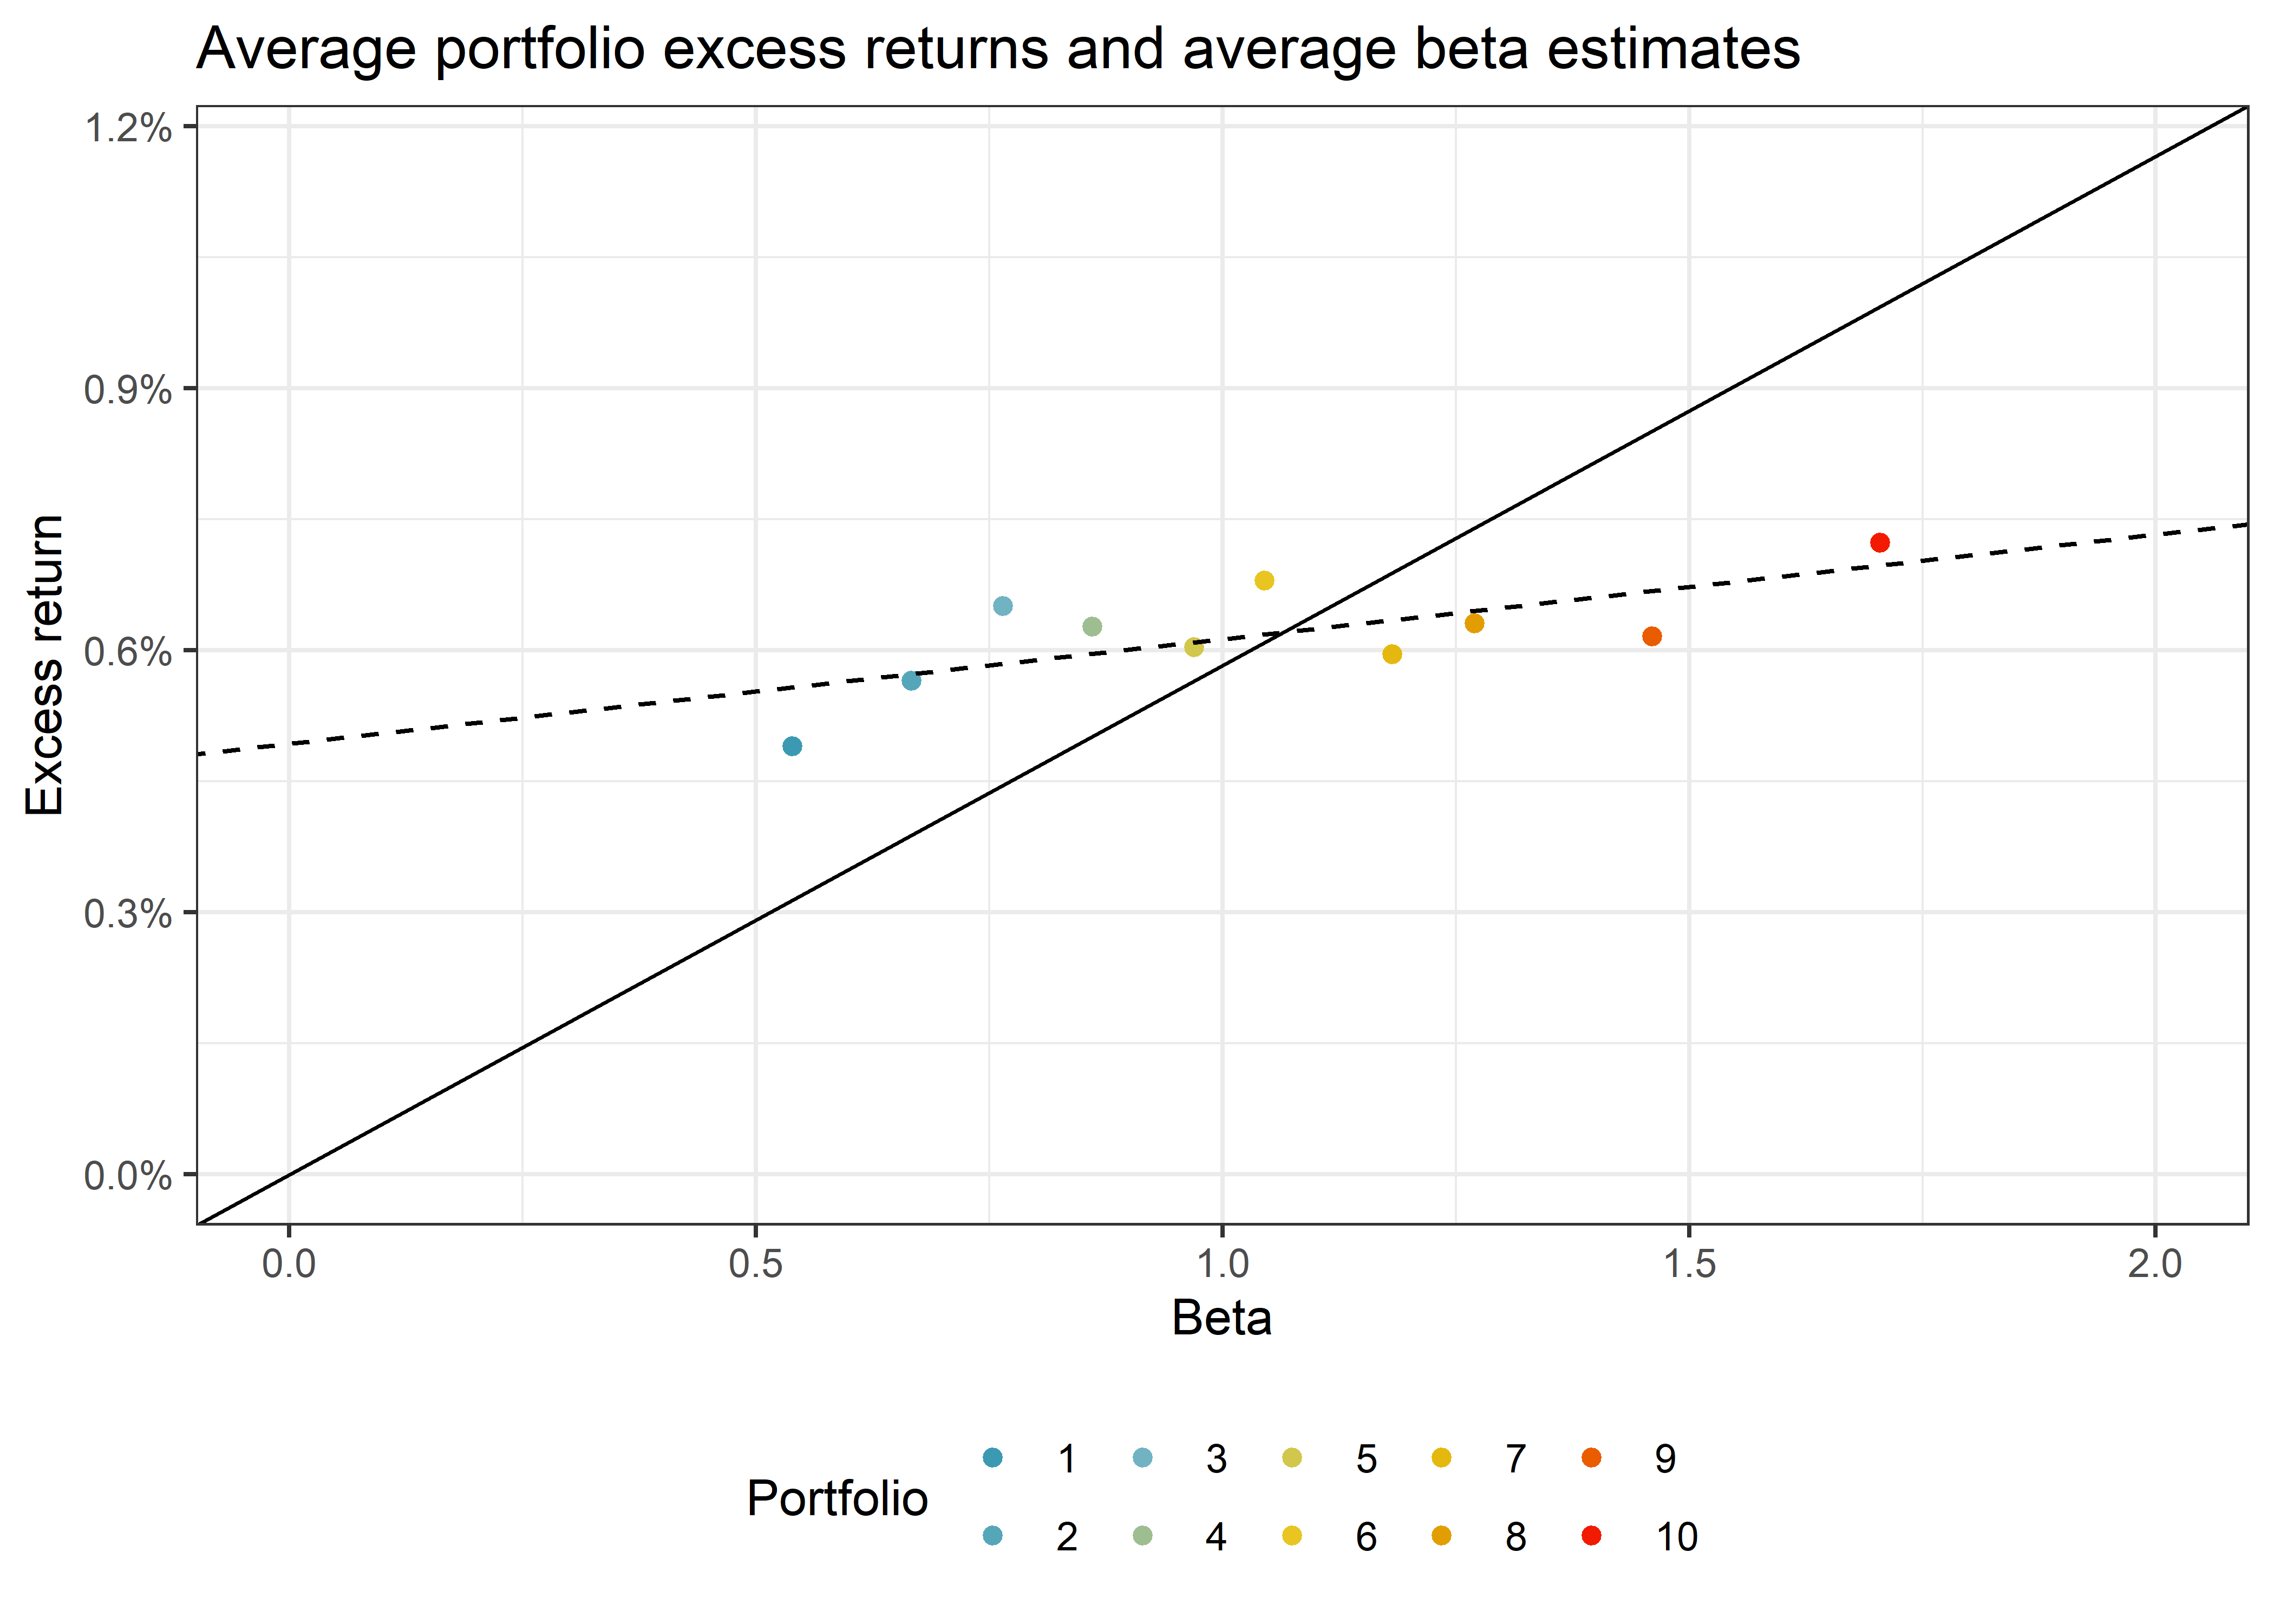 Average portfolio excess returns and average beta estimates
1.2%
0.9%
0.6%
0.3%
0.0%
Excess return
0.0 0.5 1.0 1.5 2.0
Beta
Portfolio
1 3 5 7 9
2 4 6 8 10